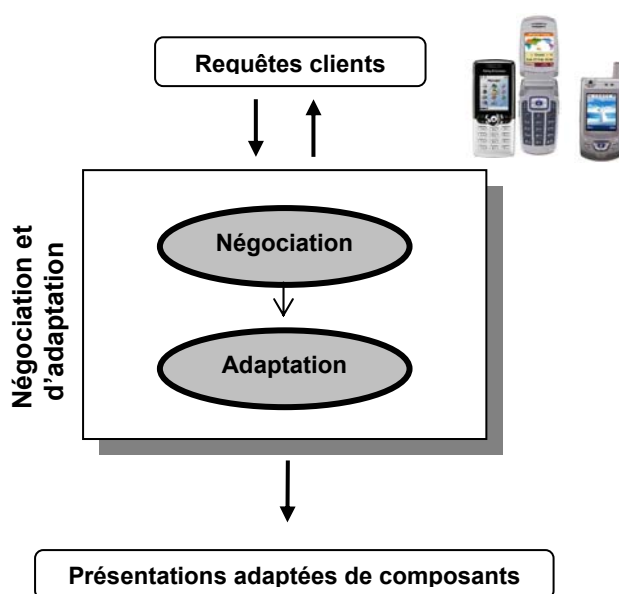 Requêtes clients
Négociation et
d'adaptation
Négociation
Adaptation
Présentations adaptées de composants